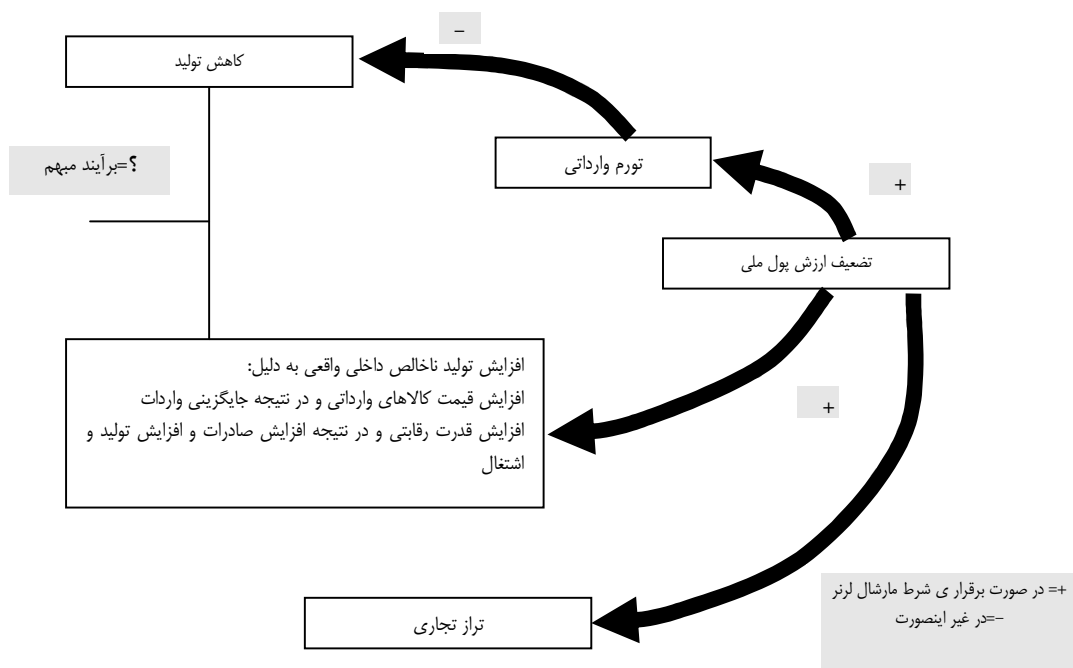 –
کاهش تولید
تورم وارداتی
؟=برآیند مبهم
+
تضعیف ارزش پول ملی
افزایش تولید ناخالص داخلی واقعی به دلیل:
افزایش قیمت کالاهای وارداتی و در نتیجه جایگزینی واردات
افزایش قدرت رقابتی و در نتیجه افزایش صادرات و افزایش تولید و
اشتغال
+
+= در صورت برقرار ی شرط مارشال لرنر
–=در غیر اینصورت
تراز تجاری